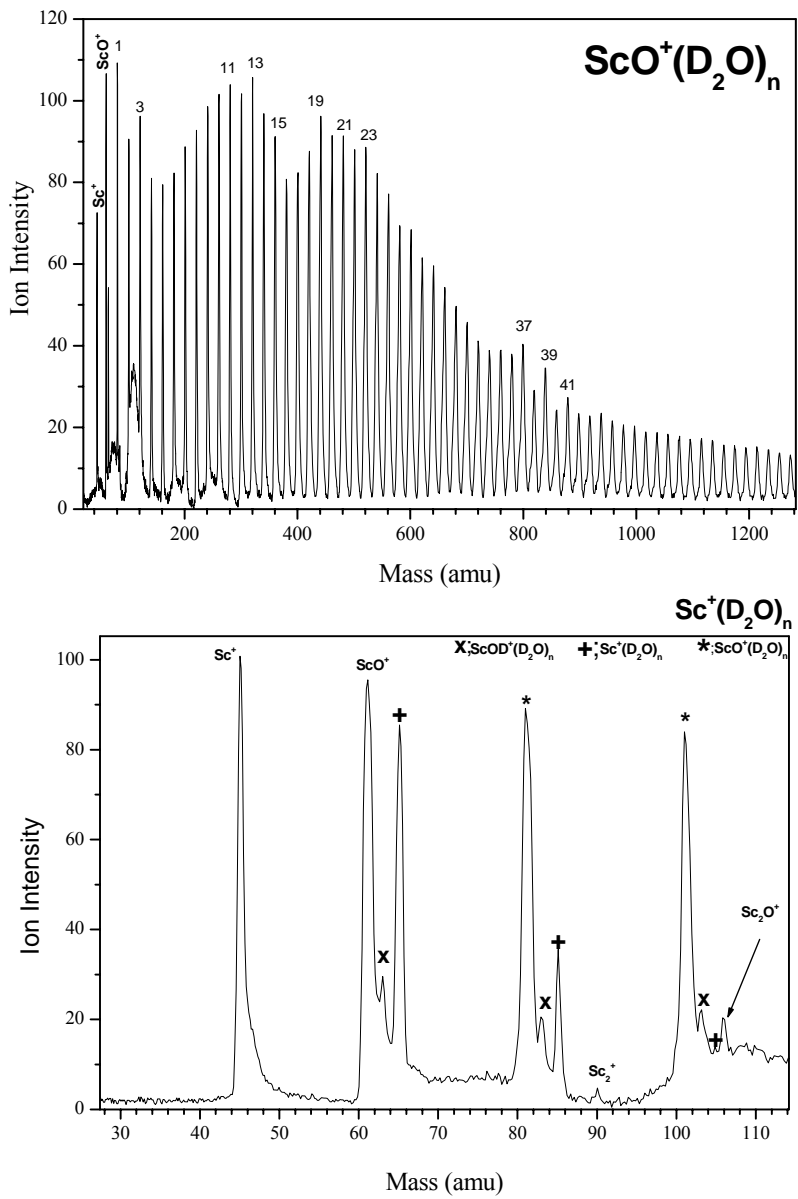 ScO⁺(D₂O)ₙ
120
100
80
60
40
20
0
Ion Intensity
Sc⁺
ScO⁺
1
3
11
13
15
19
21
23
37
39
41
200
400
600
800
1000
1200
Mass (amu)
Sc⁺(D₂O)ₙ
x;ScOD⁺(D₂O)ₙ +;Sc⁺(D₂O)ₙ *;ScO⁺(D₂O)ₙ
100
80
60
40
20
0
Ion Intensity
Sc⁺
ScO⁺
x
+
*
x
+
Sc₂⁺
*
x
+
Sc₂O⁺
30
40
50
60
70
80
90
100
110
Mass (amu)